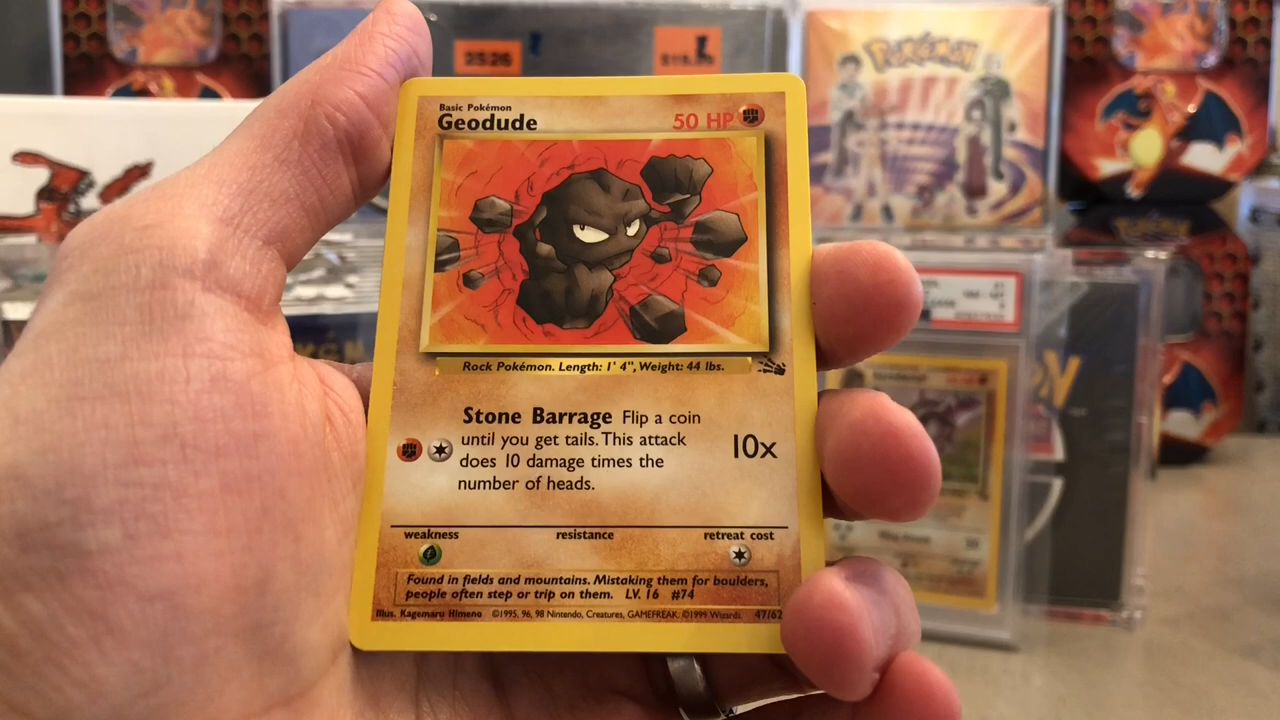 2526
POKéMON
Basic Pokémon
Geodude
50 HP
Rock Pokémon. Length: 1' 4", Weight: 44 lbs.
Stone Barrage Flip a coin
until you get tails. This attack
does 10 damage times the
number of heads.
10x
weakness resistance retreat cost
Found in fields and mountains. Mistaking them for boulders,
people often step or trip on them. LV. 16 #74
Illus. Kagemaru Himeno ©1995, 96, 98 Nintendo, Creatures, GAMEFREAK. ©1999 Wizards. 47/62